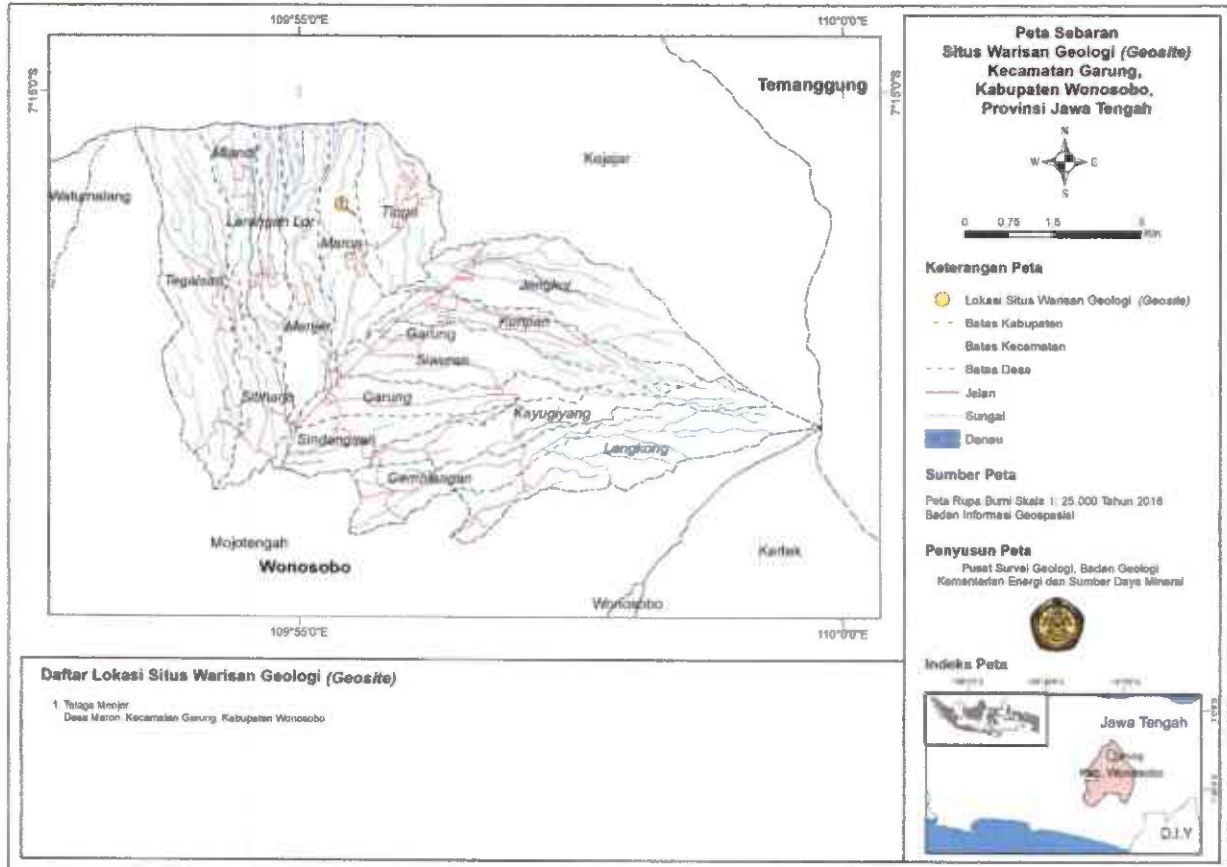 109°55'0"E
110°0'0"E
7°15'0"S
7°15'0"S
Temanggung
Kejajar
Watumalang
Mlandi
Larangan Lor
Tlogo
Maron
Tegalsari
Jengkol
Menjer
Kuripan
Garung
Siwuran
Sitiharjo
Garung
Kayugiyang
Sindangsari
Lengkong
Gemblengan
Mojotengah
Kertek
Wonosobo
Wonosobo
109°55'0"E
110°0'0"E
Peta Sebaran
Situs Warisan Geologi (Geosite)
Kecamatan Garung,
Kabupaten Wonosobo,
Provinsi Jawa Tengah
N
W E
S
0 0.75 1.5 3
Km
Keterangan Peta
Lokasi Situs Warisan Geologi (Geosite)
Batas Kabupaten
Batas Kecamatan
Batas Desa
Jalan
Sungai
Danau
Sumber Peta
Peta Rupa Bumi Skala 1: 25.000 Tahun 2018
Badan Informasi Geospasial
Penyusun Peta
Pusat Survei Geologi, Badan Geologi
Kementerian Energi dan Sumber Daya Mineral
Indeks Peta
Jawa Tengah
Garung
Kab. Wonosobo
D.I.Y
Daftar Lokasi Situs Warisan Geologi (Geosite)
1 Telaga Menjer
Desa Maron, Kecamatan Garung, Kabupaten Wonosobo